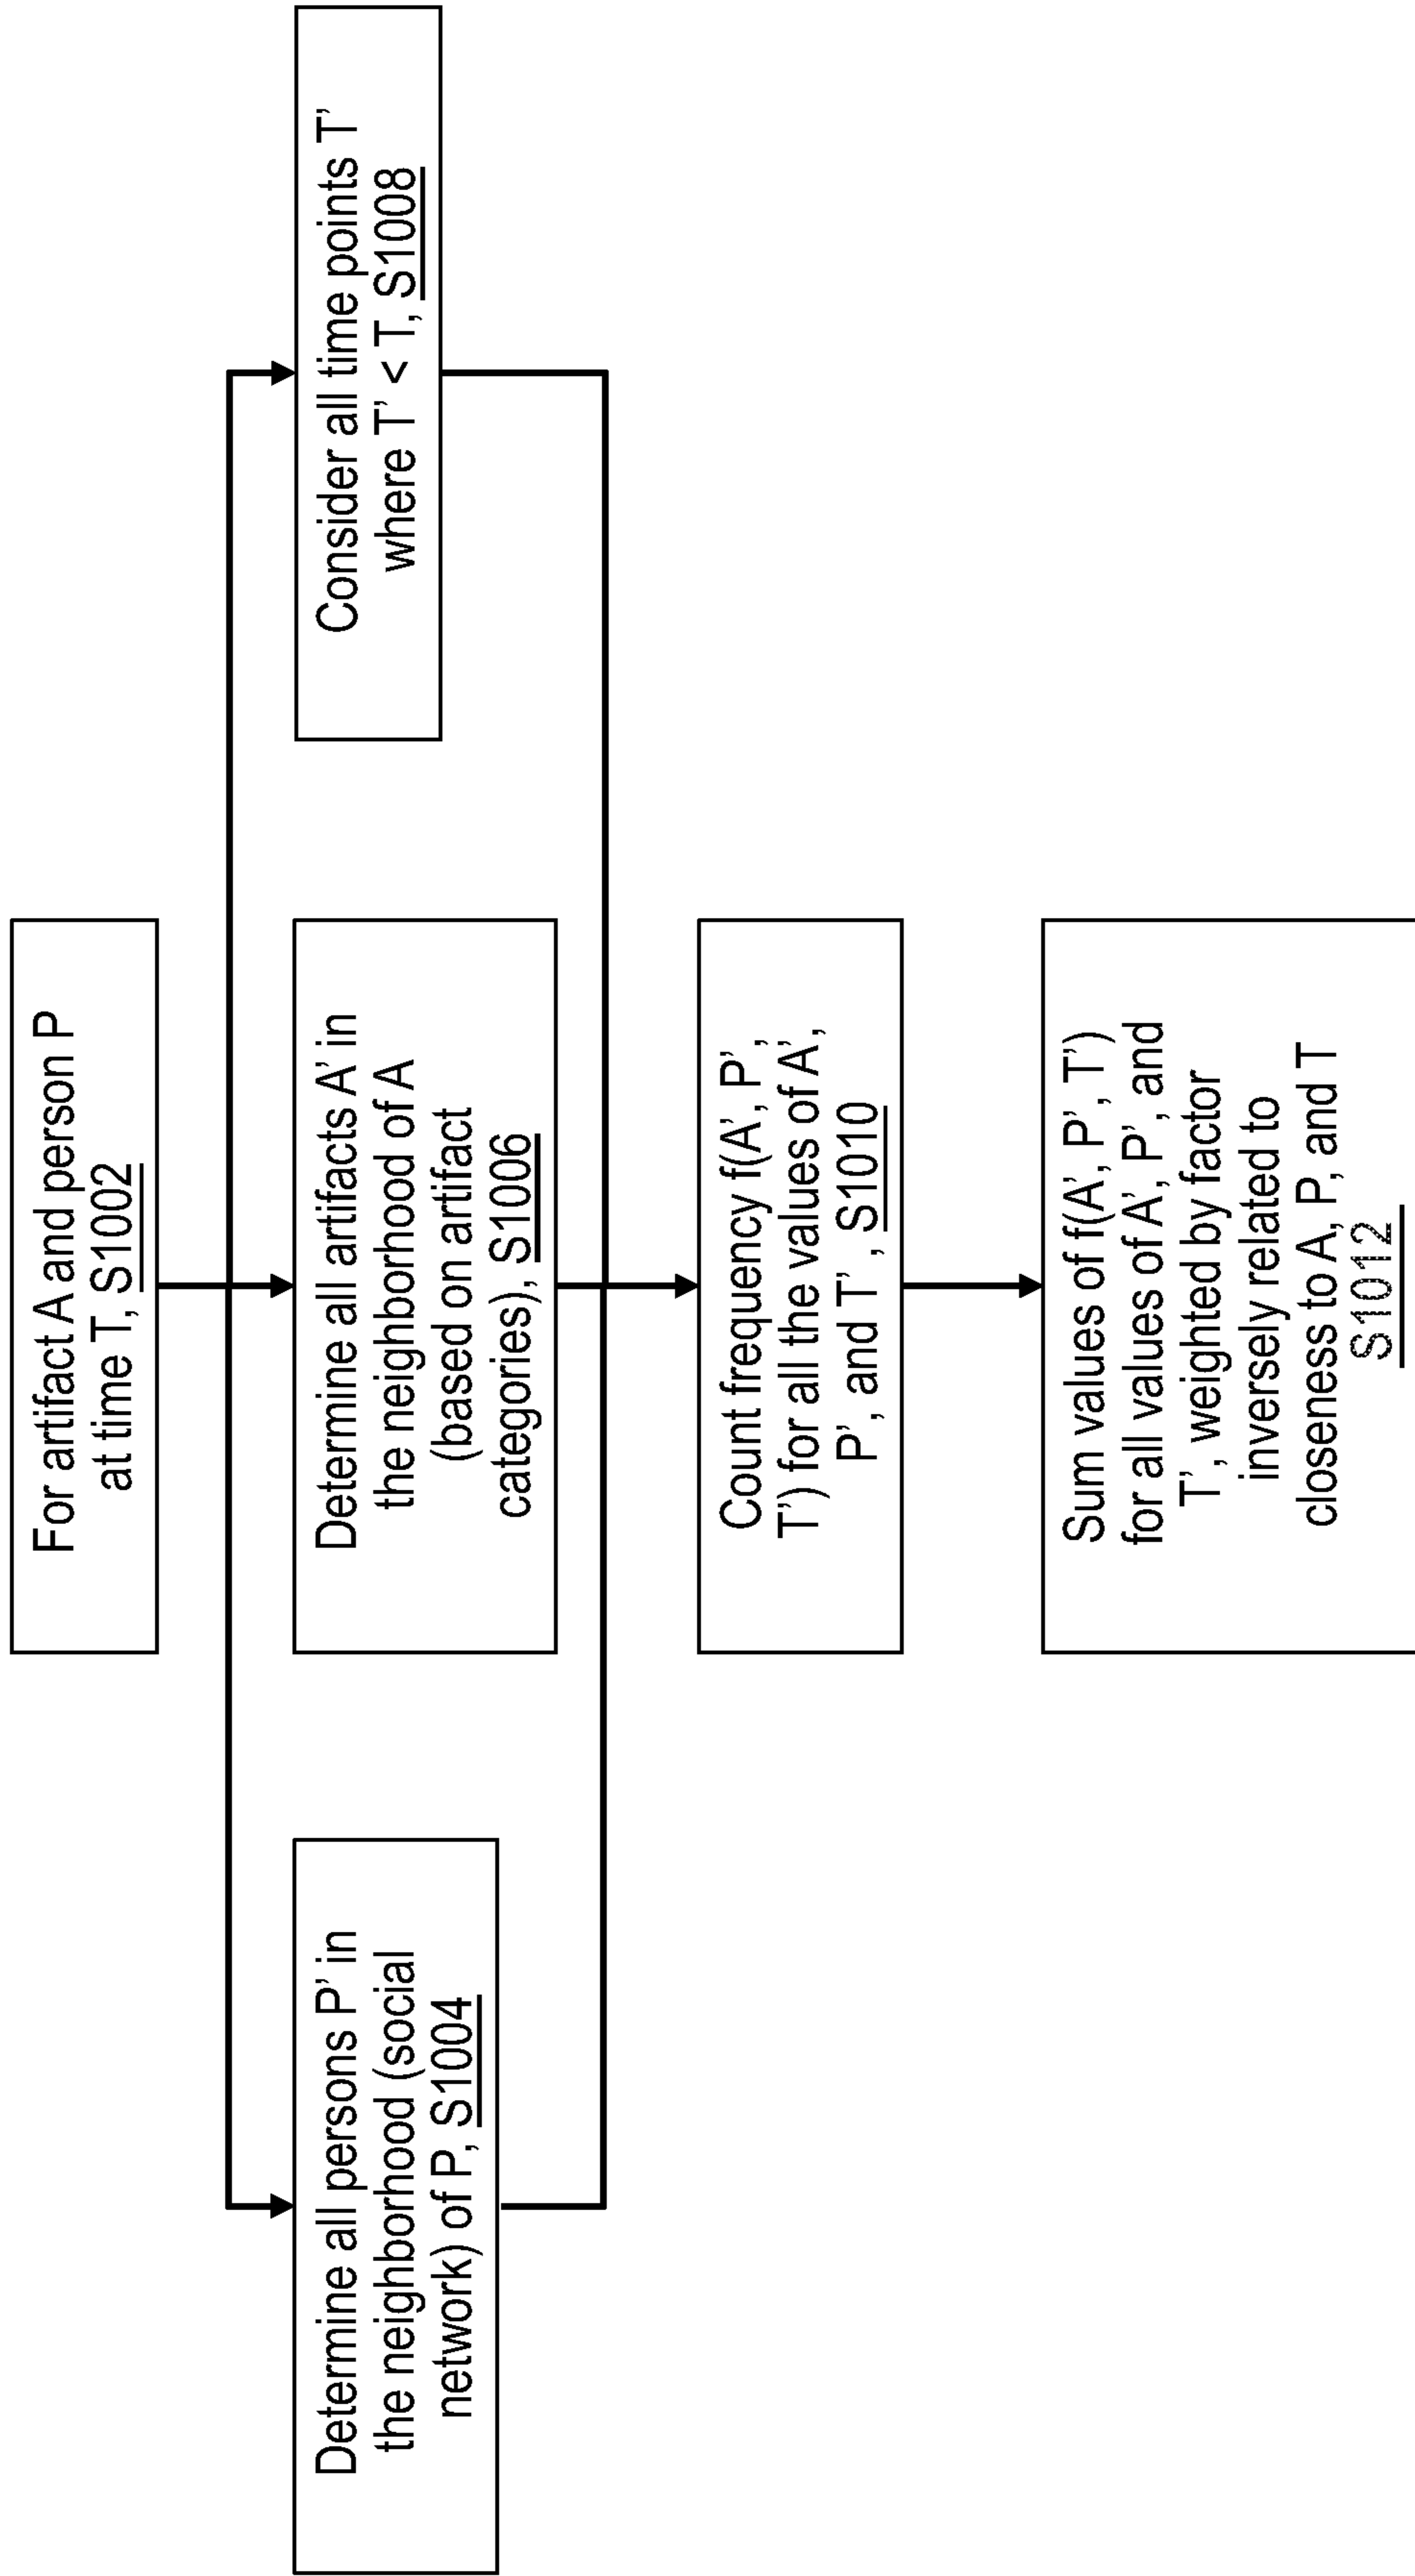 For artifact A and person P
at time T, S1002
Determine all persons P' in
the neighborhood (social
network) of P, S1004
Determine all artifacts A' in
the neighborhood of A
(based on artifact
categories), S1006
Consider all time points T'
where T' < T, S1008
Count frequency f(A', P',
T') for all the values of A',
P', and T' , S1010
Sum values of f(A', P', T')
for all values of A', P', and
T', weighted by factor
inversely related to
closeness to A, P, and T
S1012